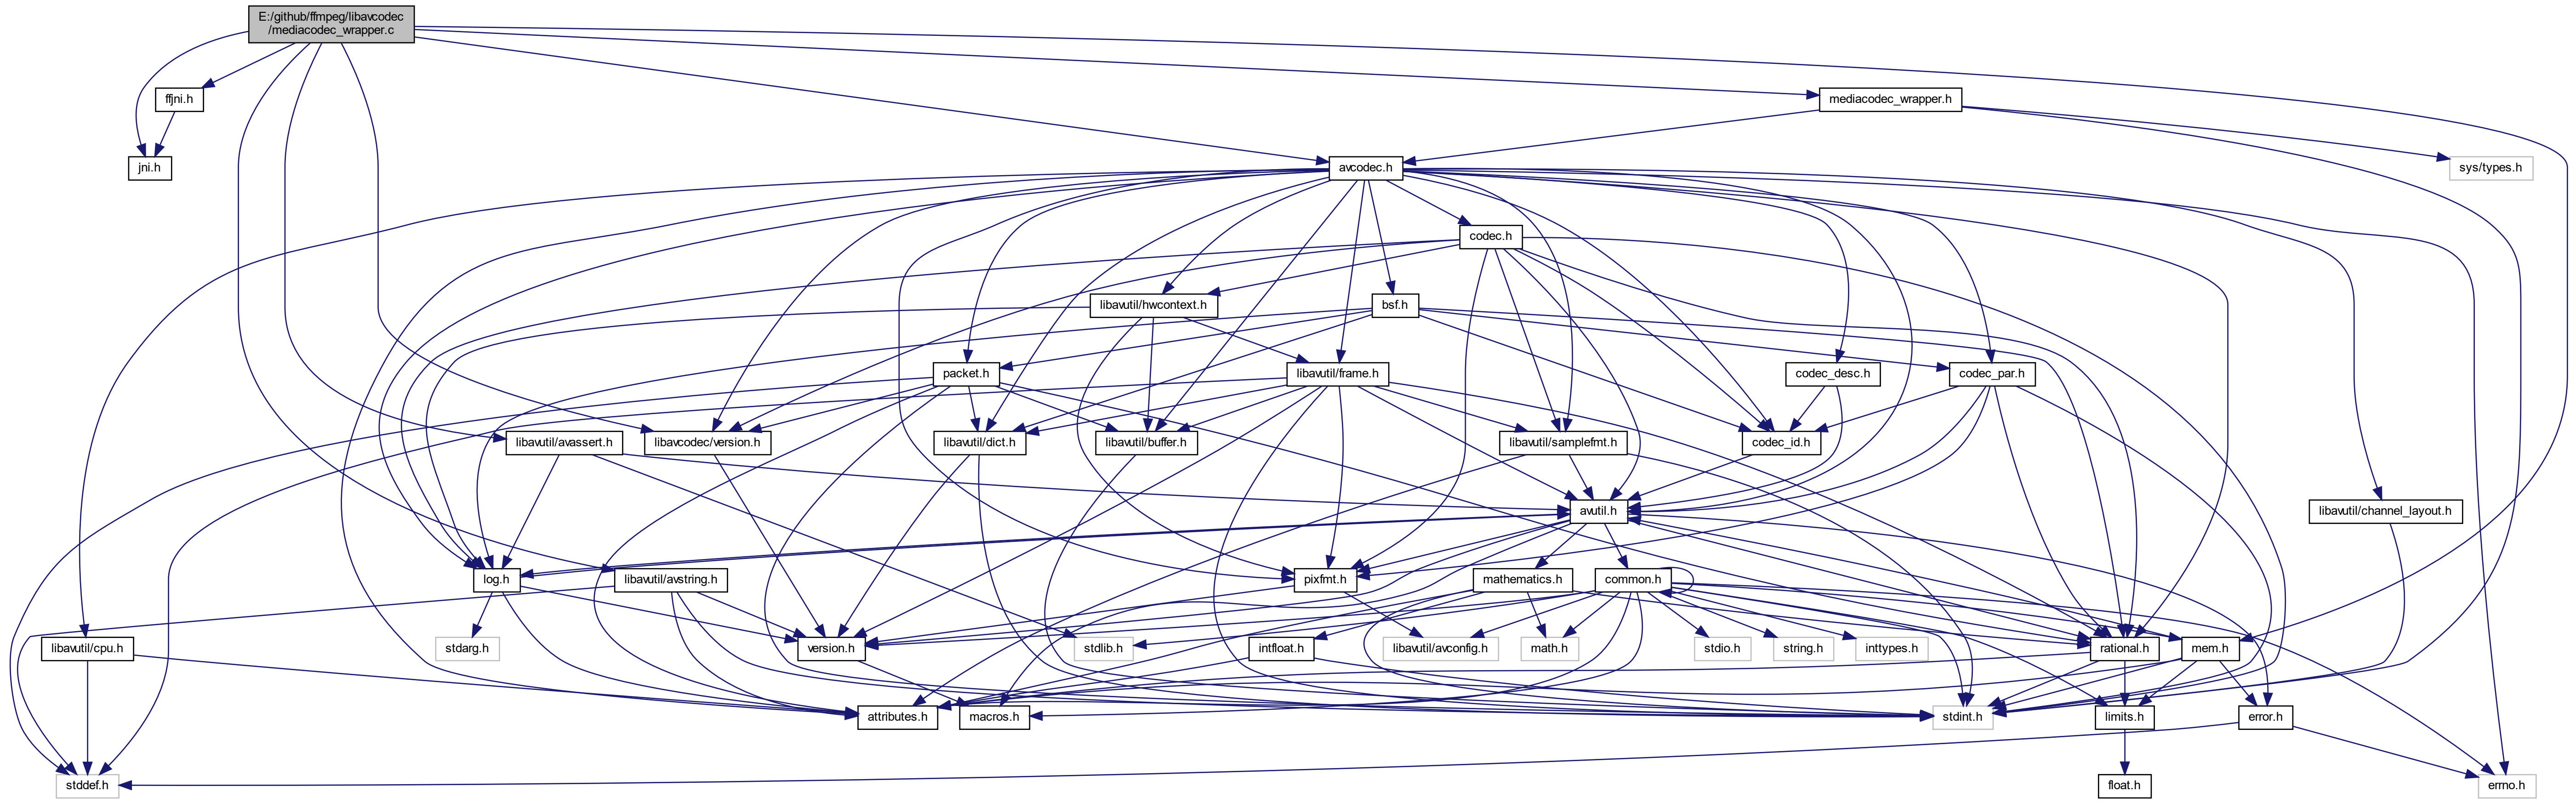 E:/github/ffmpeg/libavcodec
/mediacodec_wrapper.c
ffjni.h
mediacodec_wrapper.h
jni.h
avcodec.h
sys/types.h
codec.h
libavutil/hwcontext.h
bsf.h
packet.h
libavutil/frame.h
codec_desc.h
codec_par.h
libavutil/avassert.h
libavcodec/version.h
libavutil/dict.h
libavutil/buffer.h
libavutil/samplefmt.h
codec_id.h
avutil.h
libavutil/channel_layout.h
log.h
libavutil/avstring.h
pixfmt.h
mathematics.h
common.h
libavutil/cpu.h
stdarg.h
version.h
stdlib.h
intfloat.h
libavutil/avconfig.h
math.h
stdio.h
string.h
inttypes.h
rational.h
mem.h
attributes.h
macros.h
stdint.h
limits.h
error.h
stddef.h
float.h
errno.h